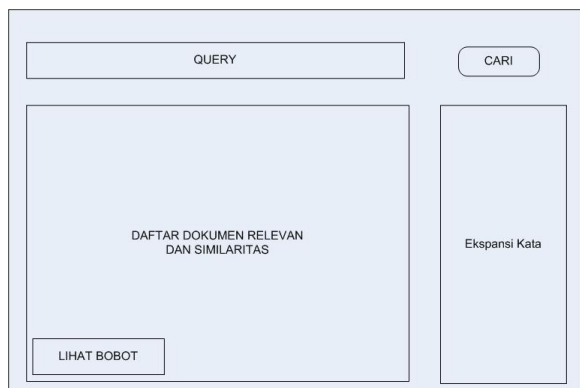 QUERY
CARI
DAFTAR DOKUMEN RELEVAN
DAN SIMILARITAS
Ekspansi Kata
LIHAT BOBOT